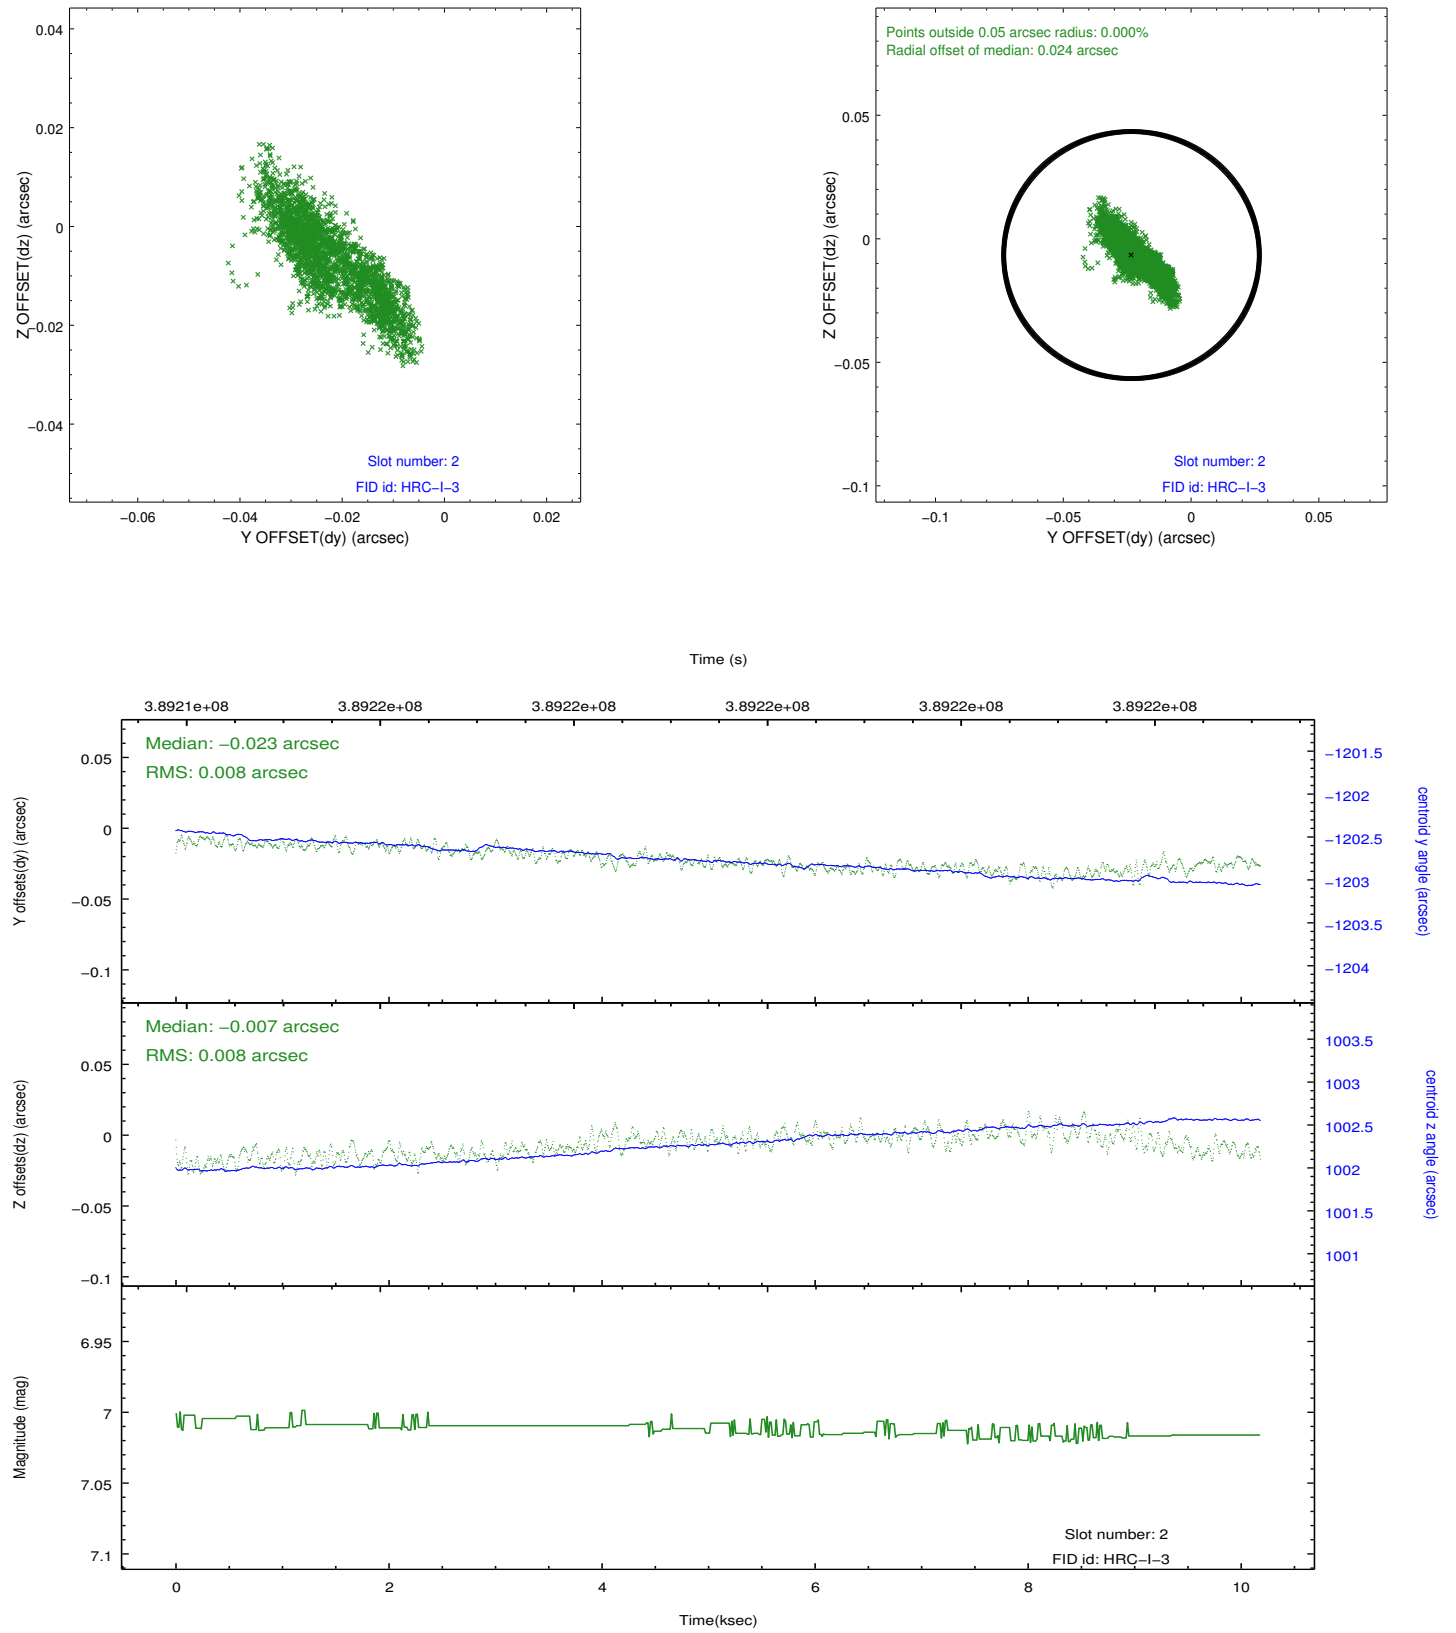 0.04
0.02
0
−0.02
−0.04
Z OFFSET(dz) (arcsec)
Slot number: 2
FID id: HRC−I−3
−0.06
−0.04
−0.02
0
0.02
Y OFFSET(dy) (arcsec)
Points outside 0.05 arcsec radius: 0.000%
Radial offset of median: 0.024 arcsec
0.05
0
−0.05
−0.1
Z OFFSET(dz) (arcsec)
Slot number: 2
FID id: HRC−I−3
−0.1
−0.05
0
0.05
Y OFFSET(dy) (arcsec)
Time (s)
3.8921e+08
3.8922e+08
3.8922e+08
3.8922e+08
3.8922e+08
3.8922e+08
Median: −0.023 arcsec
RMS: 0.008 arcsec
0.05
0
−0.05
−0.1
Y offsets(dy) (arcsec)
−1201.5
−1202
−1202.5
−1203
−1203.5
−1204
centroid y angle (arcsec)
Median: −0.007 arcsec
RMS: 0.008 arcsec
0.05
0
−0.05
−0.1
Z offsets(dz) (arcsec)
1003.5
1003
1002.5
1002
1001.5
1001
centroid z angle (arcsec)
6.95
7
7.05
7.1
Magnitude (mag)
Slot number: 2
FID id: HRC−I−3
0
2
4
6
8
10
Time(ksec)